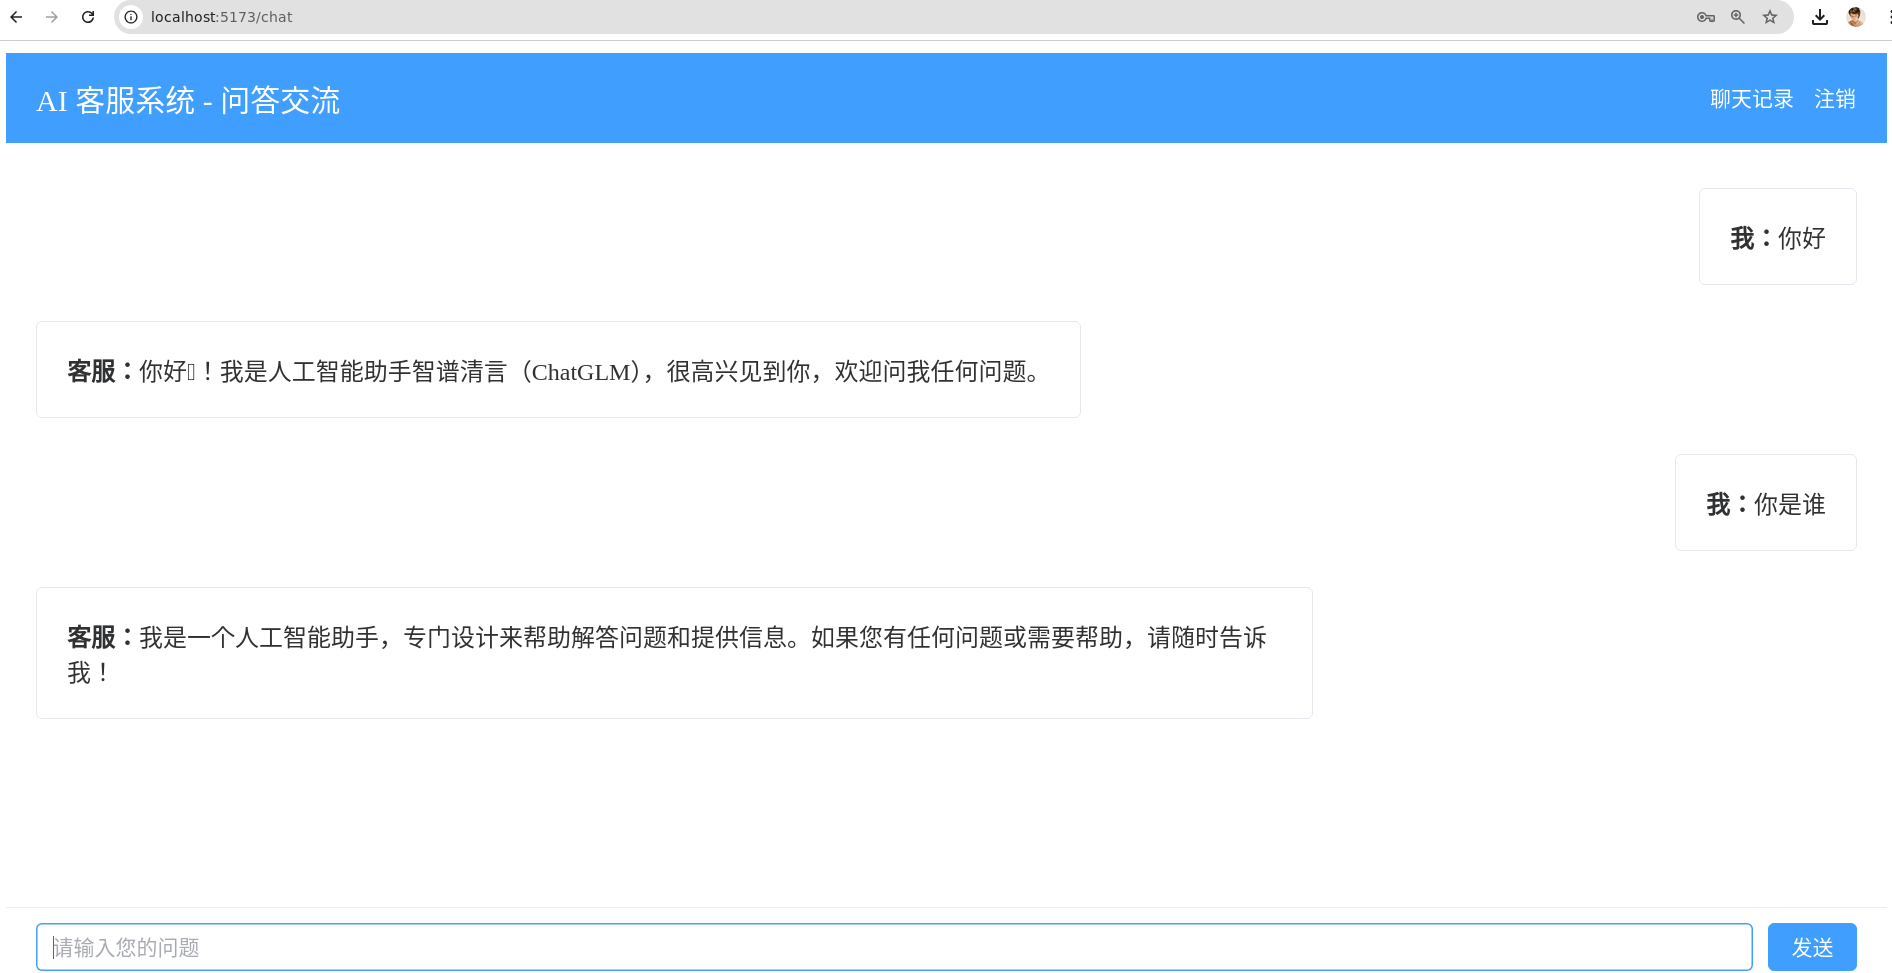 localhost:5173/chat
AI 客服系统 - 问答交流
聊天记录 注销
我：你好
客服：你好！我是人工智能助手智谱清言（ChatGLM），很高兴见到你，欢迎问我任何问题。
我：你是谁
客服：我是一个人工智能助手，专门设计来帮助解答问题和提供信息。如果您有任何问题或需要帮助，请随时告诉
我！
请输入您的问题
发送